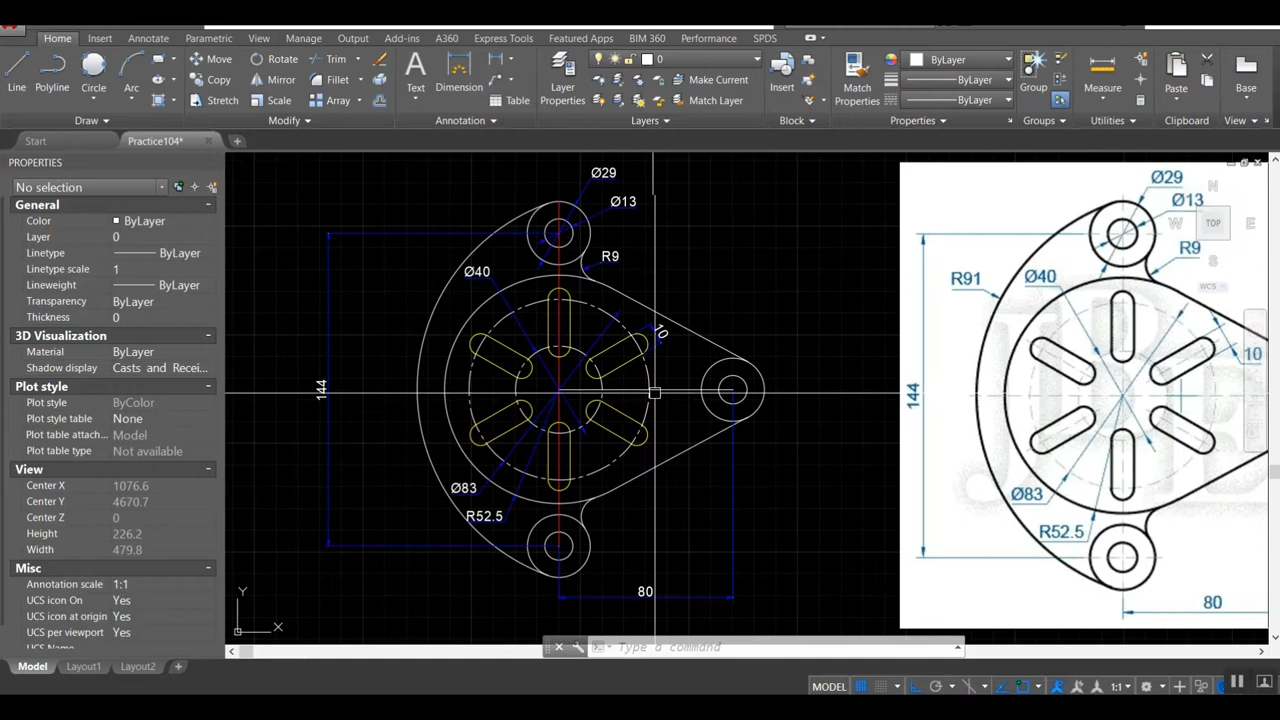 Home Insert Annotate Parametric View Manage Output Add-ins A360 Express Tools Featured Apps BIM 360 Performance SPDS
Line Polyline Circle Arc
Move Rotate Trim
Copy Mirror Fillet
Stretch Scale Array
Text Dimension Table
Layer Properties
0
Make Current
Match Layer
Insert
Match Properties
ByLayer
ByLayer
ByLayer
Group Measure Paste Base
Draw Modify Annotation Layers Block Properties Groups Utilities Clipboard View
Start Practice104*
PROPERTIES
No selection
General
Color ByLayer
Layer 0
Linetype ByLayer
Linetype scale 1
Lineweight ByLayer
Transparency ByLayer
Thickness 0
3D Visualization
Material ByLayer
Shadow display Casts and Recei...
Plot style
Plot style ByColor
Plot style table None
Plot table attach... Model
Plot table type Not available
View
Center X 1076.6
Center Y 4670.7
Center Z 0
Height 226.2
Width 479.8
Misc
Annotation scale 1:1
UCS icon On Yes
UCS icon at origin Yes
UCS per viewport Yes
UCS Name
Ø29
Ø13
R9
Ø40
10
144
Ø83
R52.5
80
Y
X
Ø29
Ø13
R9
R91
Ø40
10
144
Ø83
R52.5
80
N
W TOP E
S
WCS
Type a command
Model Layout1 Layout2 +
MODEL 1:1